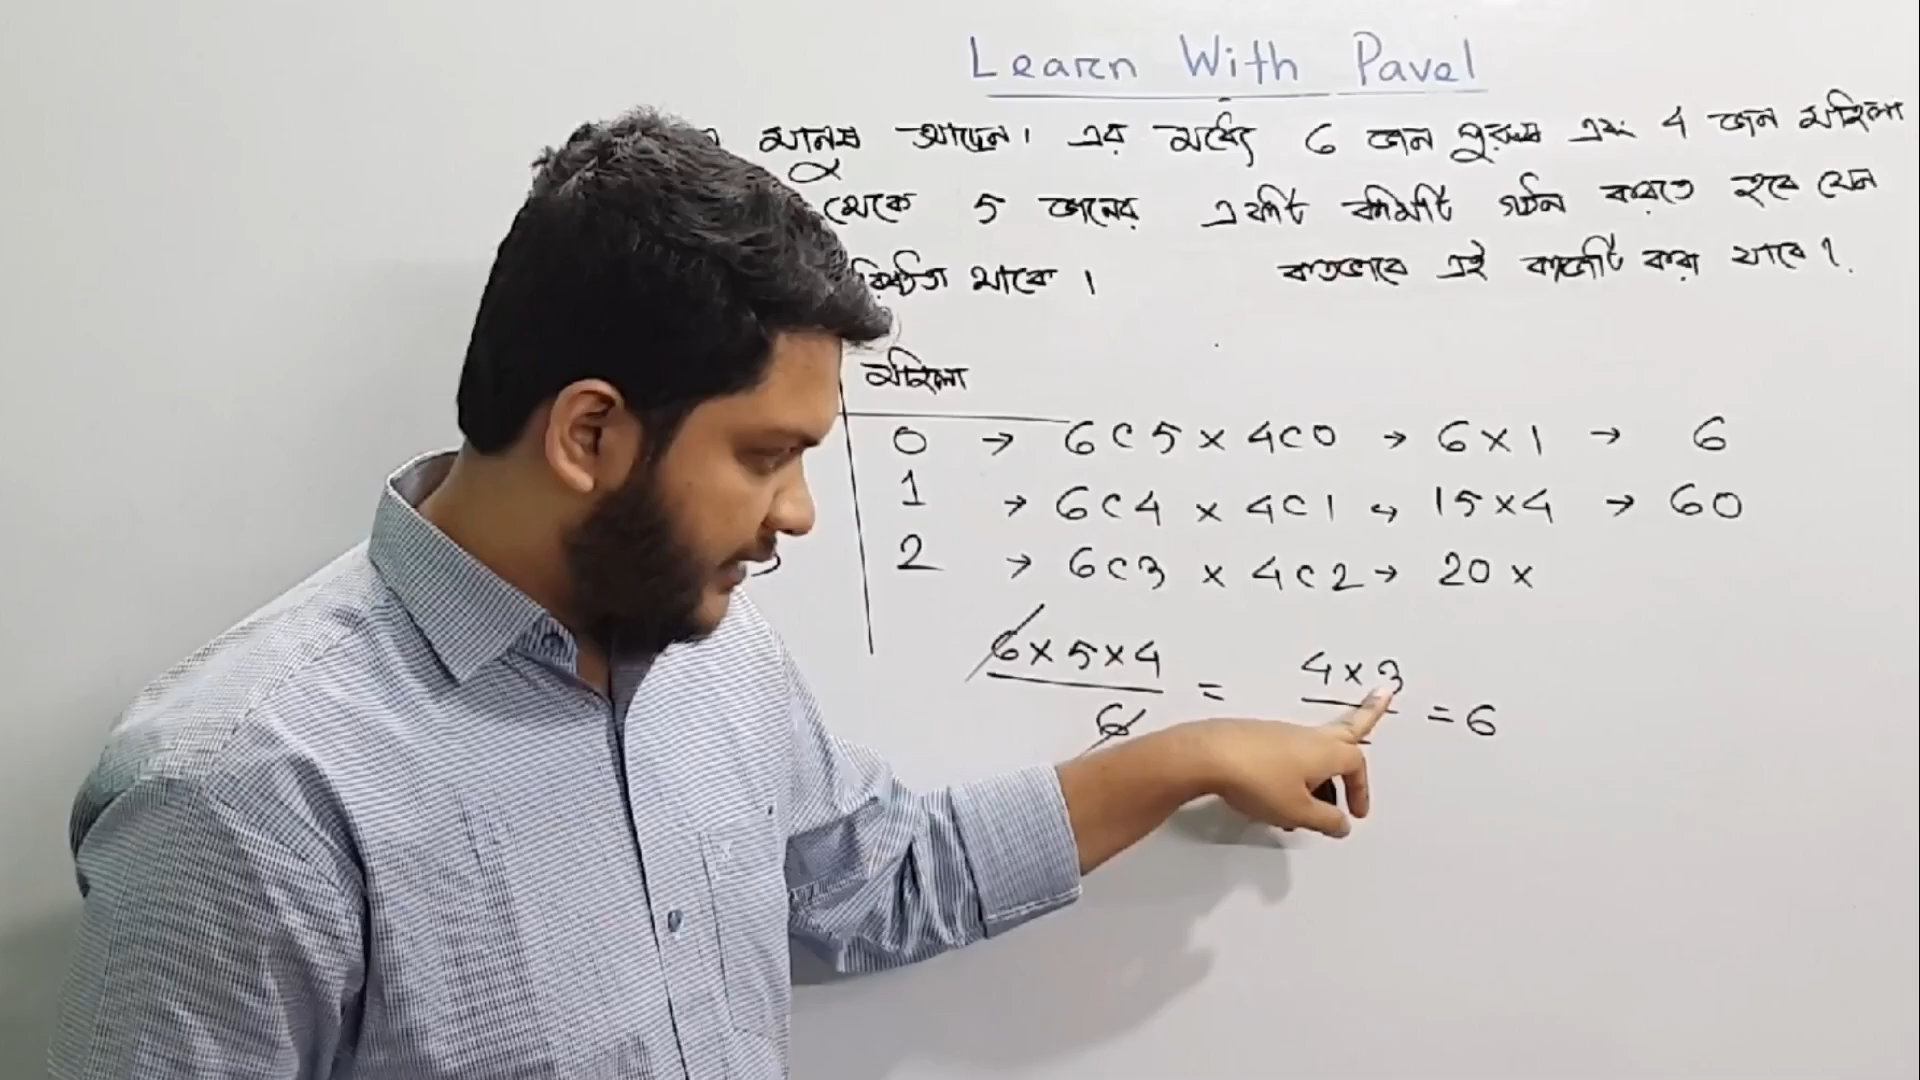 Learn With Pavel
মানুষ আছেন। এর মধ্যে 6 জন পুরুষ এবং 4 জন মহিলা
থেকে 5 জনের একটি কমিটি গঠন করতে হবে যেন
থাকে। কতভাবে এই কাজটি করা যাবে?
মহিলা
0 → 6C5 × 4C0 → 6×1 → 6
1 → 6C4 × 4C1 → 15×4 → 60
2 → 6C3 × 4C2 → 20 ×
6×5×4 = 4×3 = 6
6